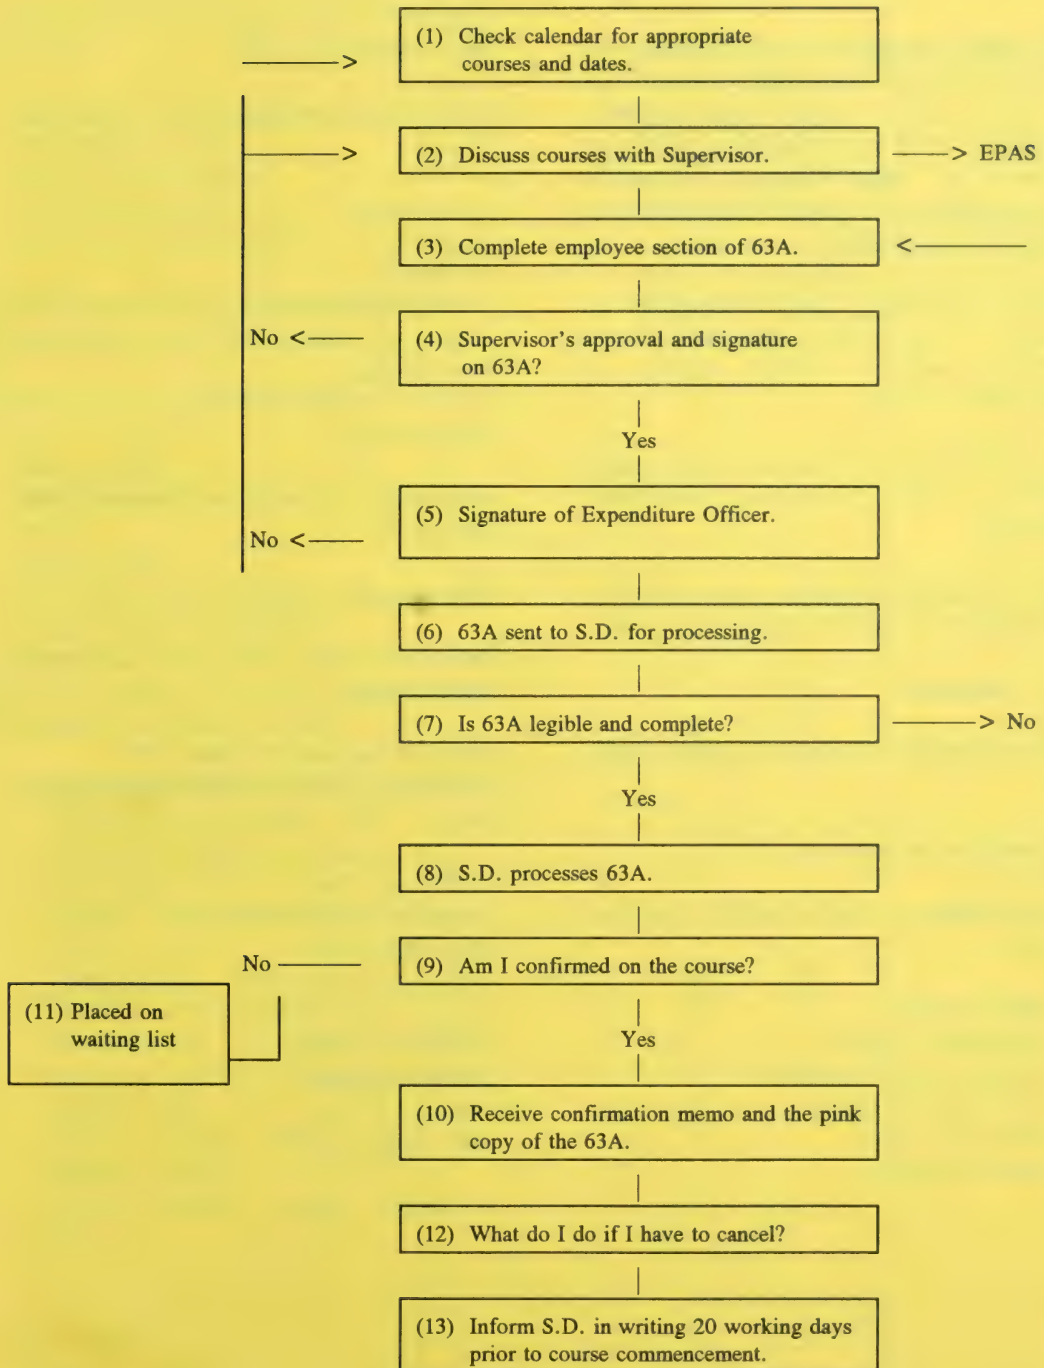 (1) Check calendar for appropriate
courses and dates.
(2) Discuss courses with Supervisor.
EPAS
(3) Complete employee section of 63A.
No
(4) Supervisor's approval and signature
on 63A?
Yes
(5) Signature of Expenditure Officer.
No
(6) 63A sent to S.D. for processing.
(7) Is 63A legible and complete?
No
Yes
(8) S.D. processes 63A.
No
(9) Am I confirmed on the course?
(11) Placed on
waiting list
Yes
(10) Receive confirmation memo and the pink
copy of the 63A.
(12) What do I do if I have to cancel?
(13) Inform S.D. in writing 20 working days
prior to course commencement.